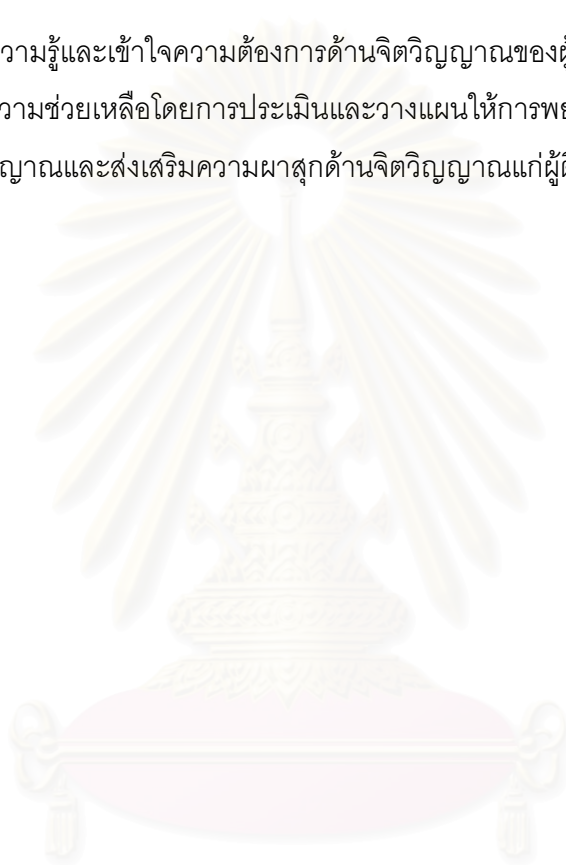 วามรู้และเข้าใจความต้องการด้านจิตวิญญาณของผู้
วามช่วยเหลือโดยการประเมินและวางแผนให้การพย
ญาณและส่งเสริมความผาสุกด้านจิตวิญญาณแก่ผู้